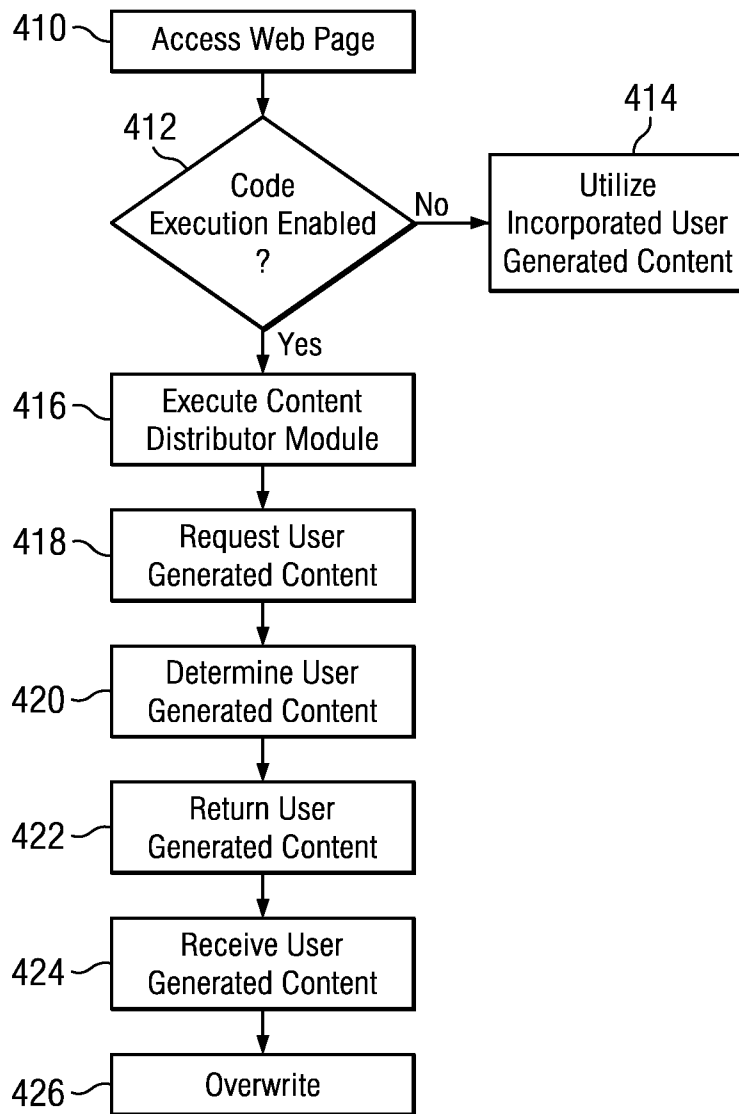 410
Access Web Page
412
Code
Execution Enabled
?
No
414
Utilize
Incorporated User
Generated Content
Yes
416
Execute Content
Distributor Module
418
Request User
Generated Content
420
Determine User
Generated Content
422
Return User
Generated Content
424
Receive User
Generated Content
426
Overwrite